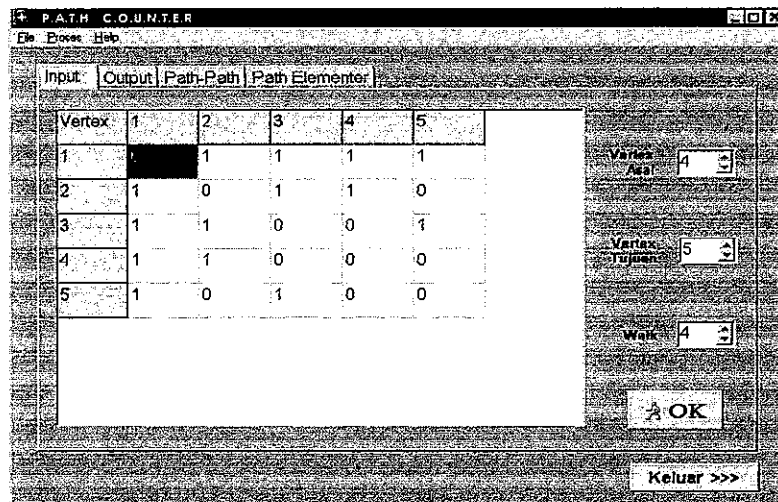 P.A.T.H C.O.U.N.T.E.R
File Proses Help
Input Output Path-Path Path Elementer
Vertex 1 2 3 4 5
1 1 1 1 1
2 1 0 1 1 0
3 1 1 0 0 1
4 1 1 0 0 0
5 1 0 1 0 0
Vertex Asal 4
Vertex Tujuan 5
Walk 4
OK
Keluar >>>